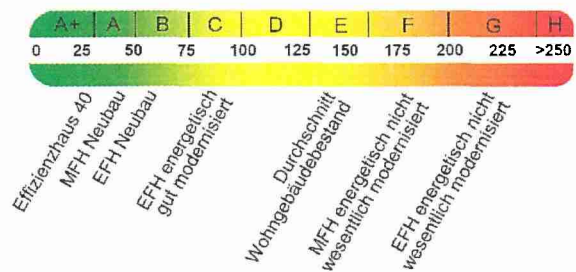 A+ A B C D E F G H
0 25 50 75 100 125 150 175 200 225 >250
Effizienzhaus 40
MFH Neubau
EFH Neubau
EFH energetisch
gut modernisiert
Durchschnitt
Wohngebäudebestand
MFH energetisch nicht
wesentlich modernisiert
EFH energetisch nicht
wesentlich modernisiert